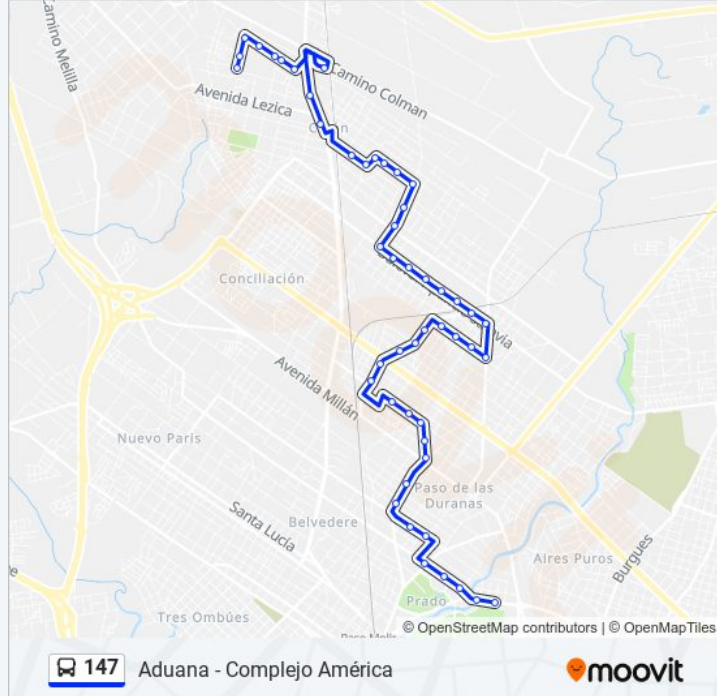 Camino Melilla
Camino Colman
Avenida Lezica
Conciliación
Avenida Millán
Nuevo París
Paso de las
Duranas
Santa Lucía
Belvedere
Aires Puros
Burgues
Prado
Tres Ombúes
© OpenStreetMap contributors | © OpenMapTiles
147 Aduana - Complejo América
moovit